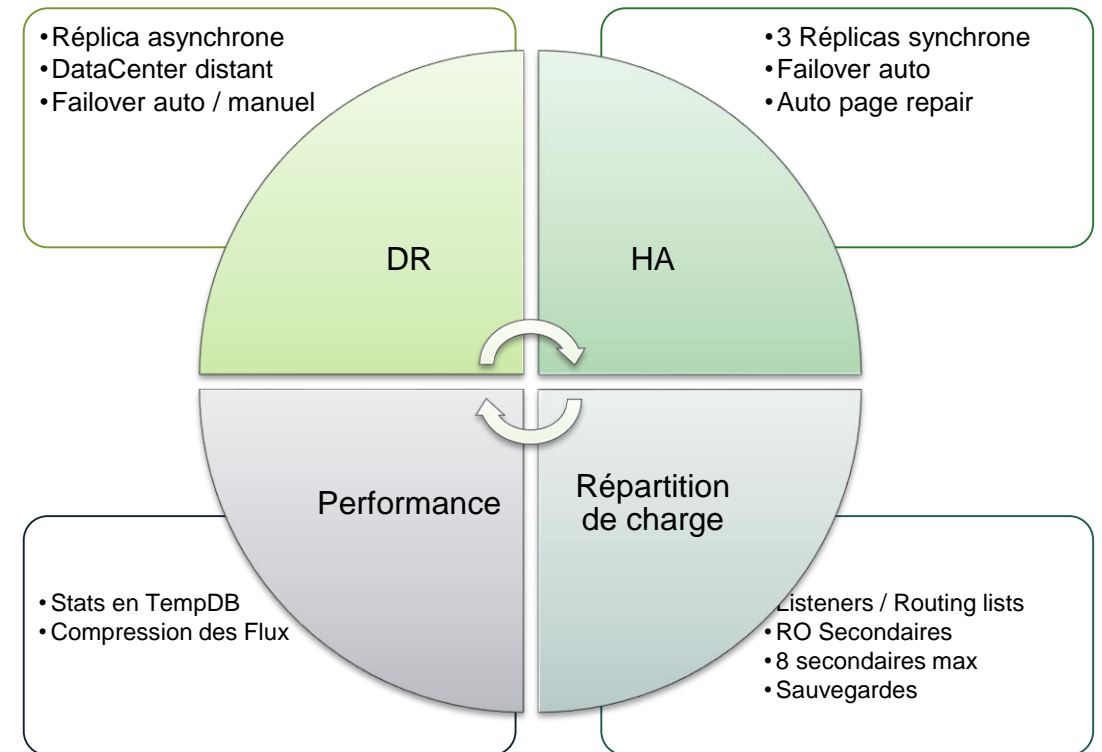 •Réplica asynchrone
•DataCenter distant
•Failover auto / manuel
•3 Réplicas synchrone
•Failover auto
•Auto page repair
DR
HA
Performance
Répartition
de charge
•Stats en TempDB
•Compression des Flux
Listeners / Routing lists
•RO Secondaires
•8 secondaires max
•Sauvegardes